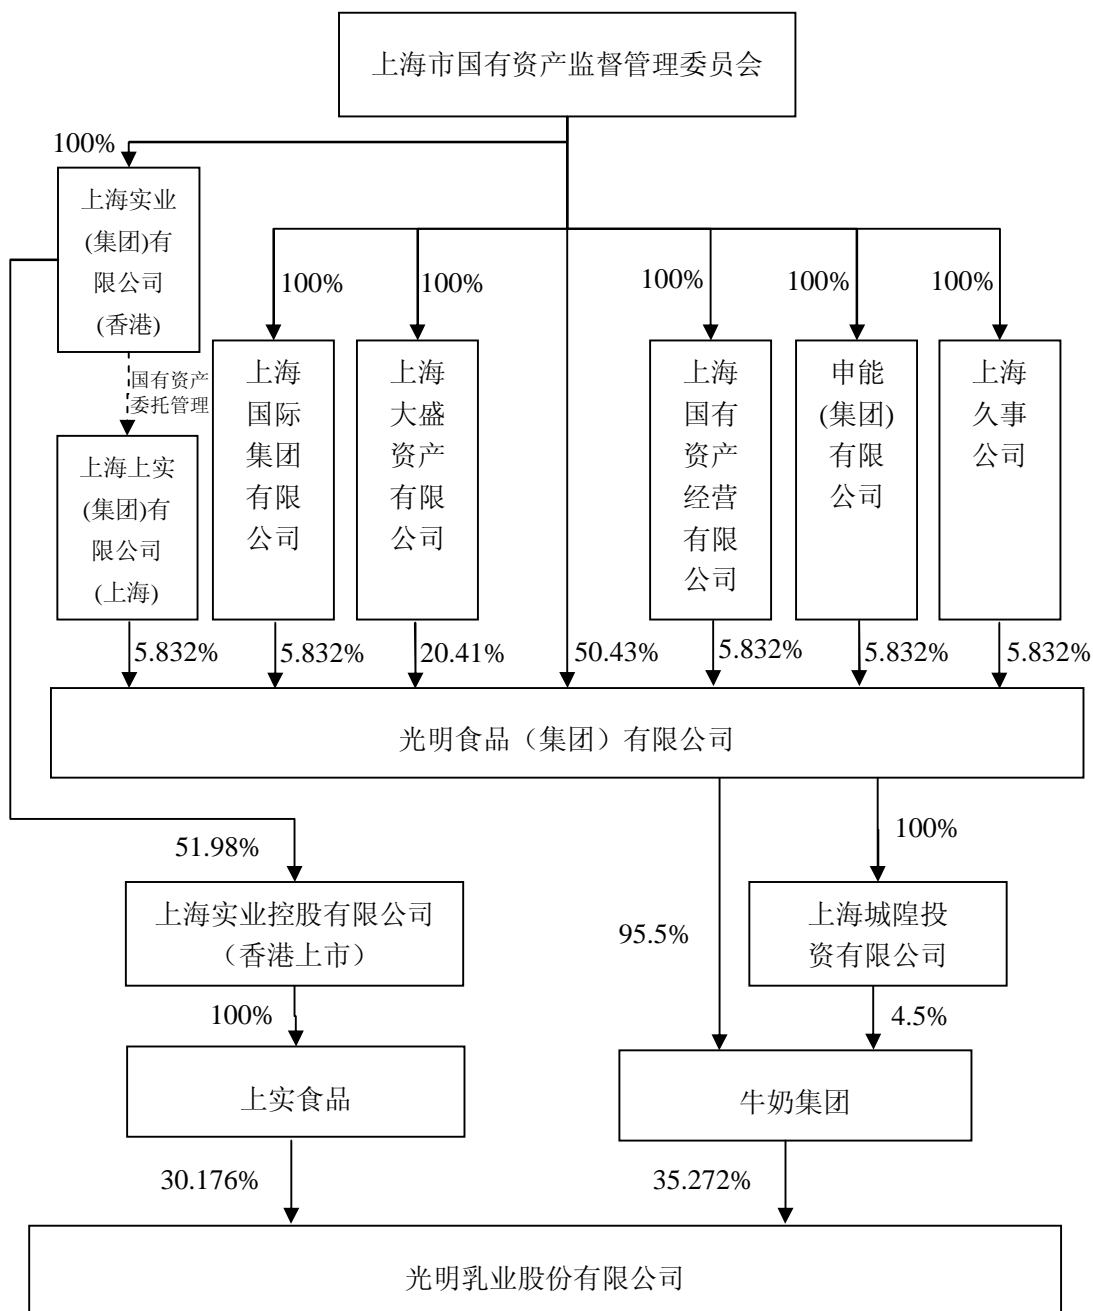 上海市国有资产监督管理委员会
100%
上海实业
(集团)有
限公司
(香港)
国有资产
委托管理
上海上实
(集团)有
限公司
(上海)
100%
100%
100%
100%
100%
上海
国际
集团
有限
公司
上海
大盛
资产
有限
公司
上海
国有
资产
经营
有限
公司
申能
(集团)
有限
公司
上海
久事
公司
5.832%
5.832%
20.41%
50.43%
5.832%
5.832%
5.832%
光明食品（集团）有限公司
51.98%
100%
上海实业控股有限公司
（香港上市）
95.5%
上海城隍投
资有限公司
100%
4.5%
上实食品
牛奶集团
30.176%
35.272%
光明乳业股份有限公司